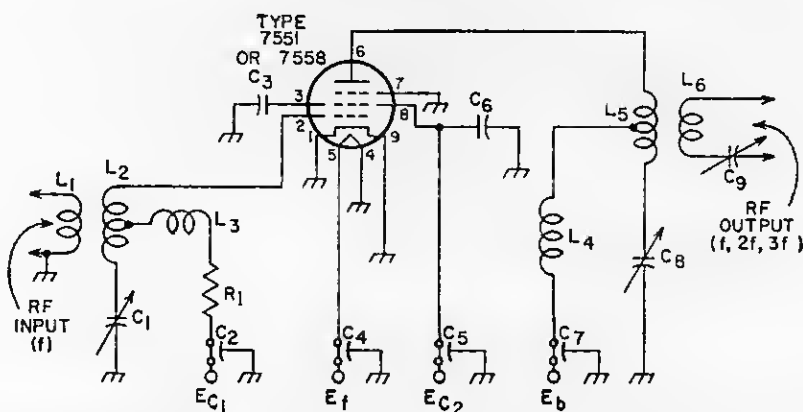 TYPE
7551
OR 7558
C3
6
7
3
8
2
1
9
5
4
C6
L5
L6
L1
L2
L3
L4
C9
RF
OUTPUT
(f, 2f, 3f)
C8
RF
INPUT
(f)
C1
R1
C2
C4
C5
C7
EC1
Ef
EC2
Eb